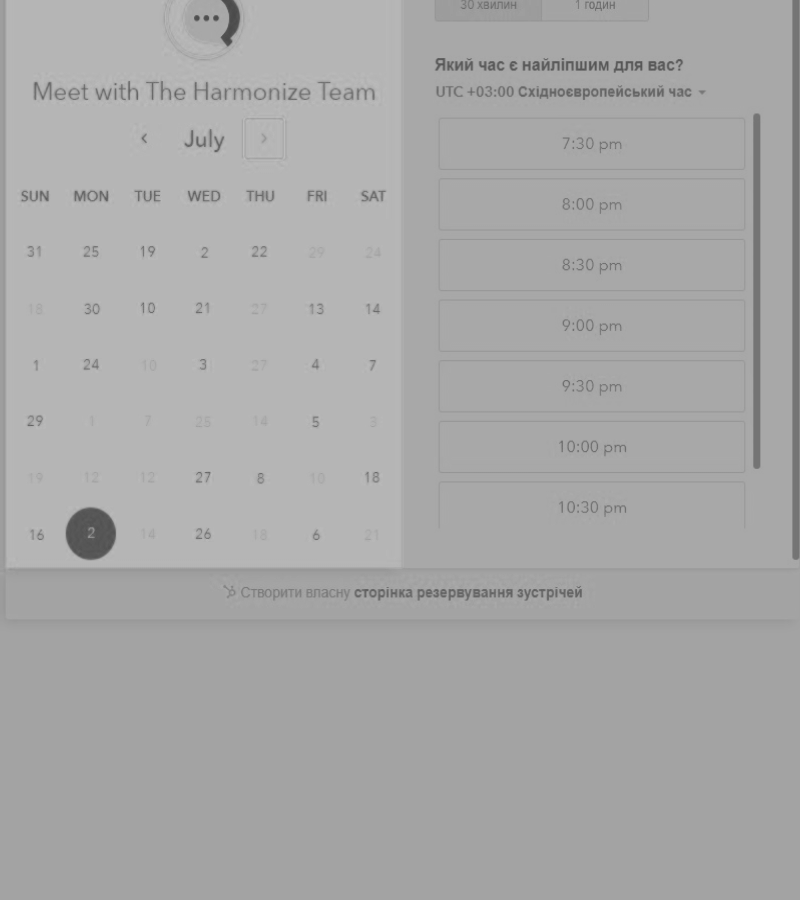 30 хвилин 1 годин
Meet with The Harmonize Team
July
SUN MON TUE WED THU FRI SAT
31 25 19 2 22 29 24
18 30 10 21 27 13 14
1 24 10 3 27 4 7
29 1 7 25 14 5 3
19 12 12 27 8 10 18
16 2 14 26 18 6 21
Який час є найліпшим для вас?
UTC +03:00 Східноєвропейський час
7:30 pm
8:00 pm
8:30 pm
9:00 pm
9:30 pm
10:00 pm
10:30 pm
Створити власну сторінка резервування зустрічей